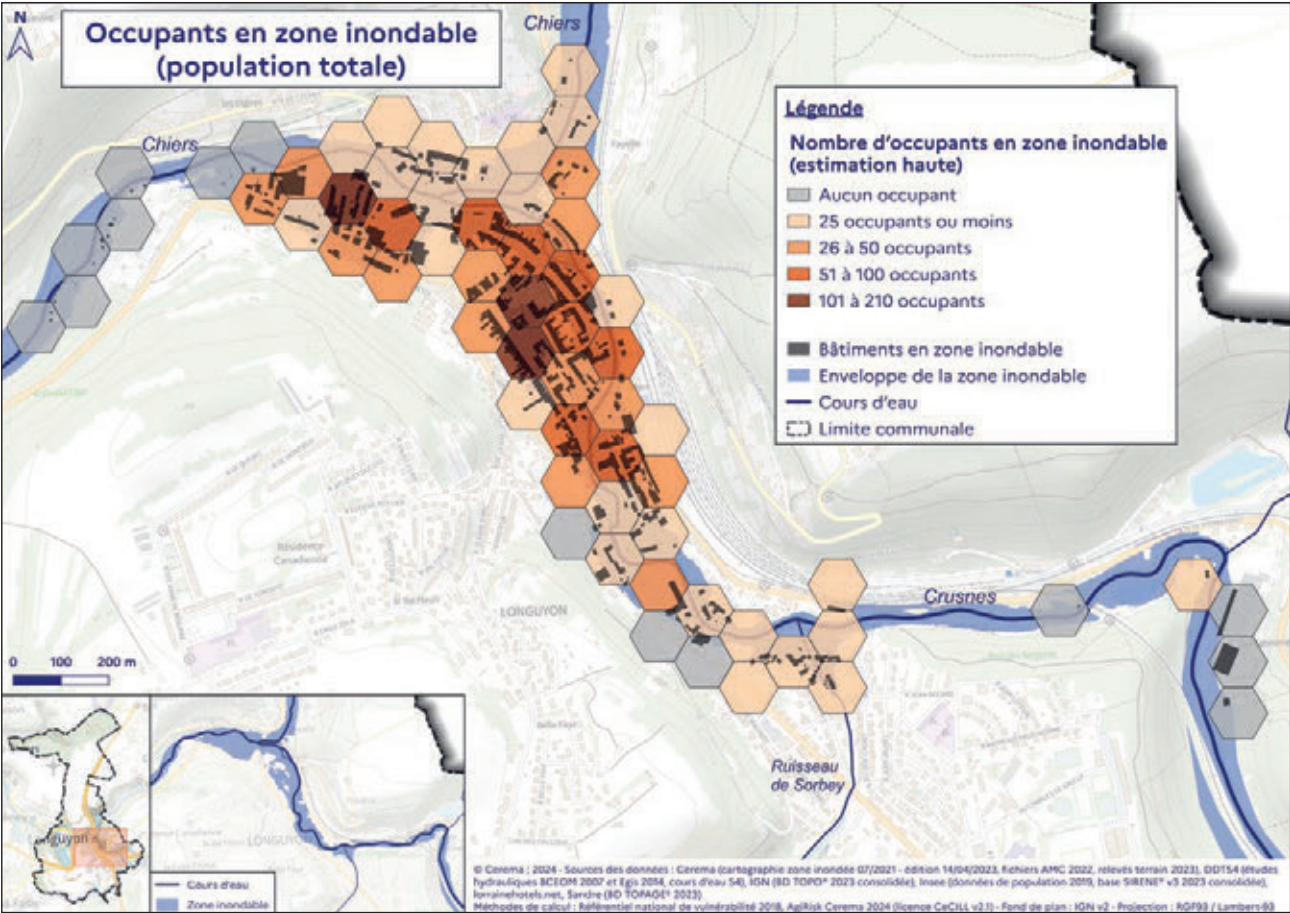 Occupants en zone inondable
(population totale)
N
Chiers
Chiers
Légende
Nombre d'occupants en zone inondable
(estimation haute)
Aucun occupant
25 occupants ou moins
26 à 50 occupants
51 à 100 occupants
101 à 210 occupants
Bâtiments en zone inondable
Enveloppe de la zone inondable
Cours d'eau
Limite communale
Résidence
Canadienne
LONGUYON
Crusnes
0 100 200 m
Ruisseau
de Sorbey
Longuyon
LONGUYON
Cours d'eau
Zone inondable
© Cerema ; 2024 - Sources des données : Cerema (cartographie zone inondée 07/2021 - édition 14/04/2023, fichiers AMC 2022, relevés terrain 2023), DDT54 (études
hydrauliques BCEOM 2007 et Egis 2014, cours d'eau 54), IGN (BD TOPO® 2023 consolidée), Insee (données de population 2019, base SIRENE® v3 2023 consolidée),
lorrainehotels.net, Sandre (BD TOPAGE® 2023)
Méthodes de calcul : Référentiel national de vulnérabilité 2018, AgiRisk Cerema 2024 (licence CeCILL v2.1) - Fond de plan : IGN v2 - Projection : RGF93 / Lambert-93